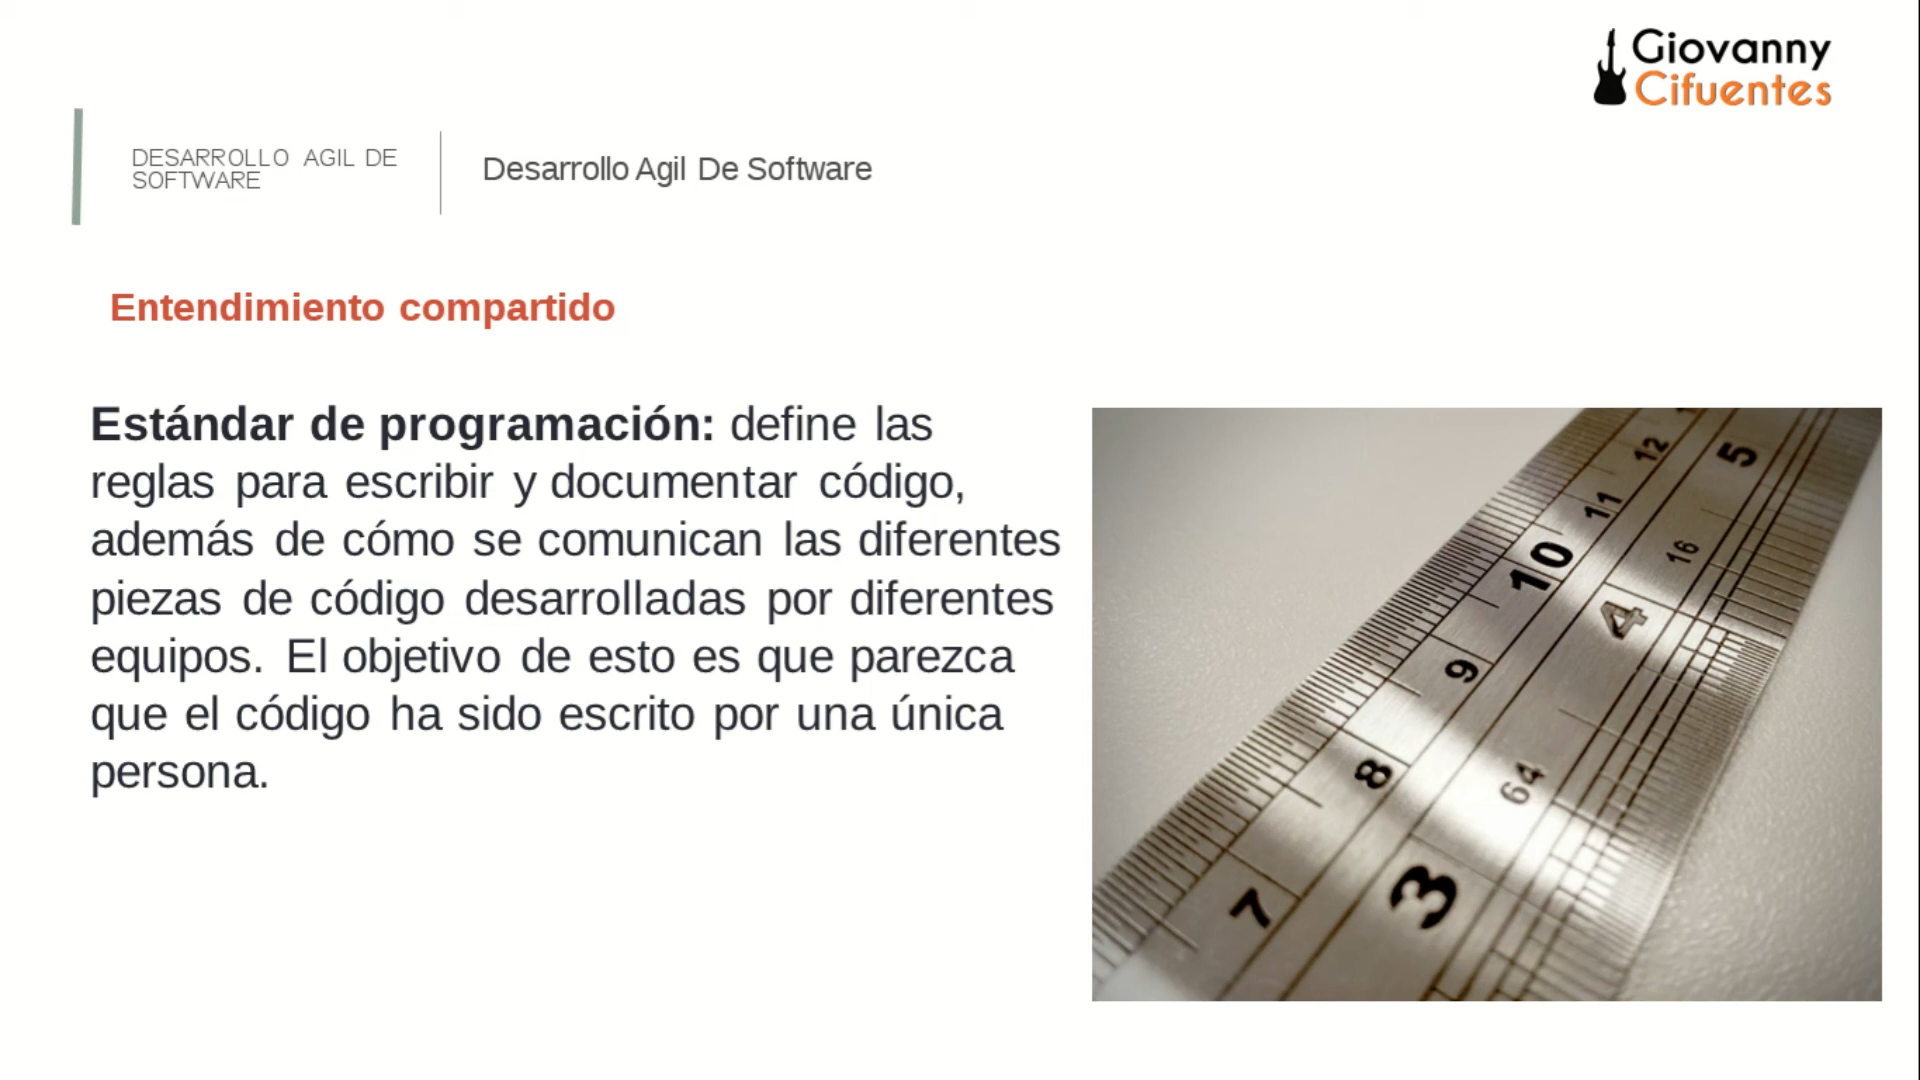 Giovanny
Cifuentes
DESARROLLO AGIL DE
SOFTWARE
Desarrollo Agil De Software
Entendimiento compartido
Estándar de programación: define las
reglas para escribir y documentar código,
además de cómo se comunican las diferentes
piezas de código desarrolladas por diferentes
equipos. El objetivo de esto es que parezca
que el código ha sido escrito por una única
persona.
12
5
11
16
10
4
9
64
8
3
7